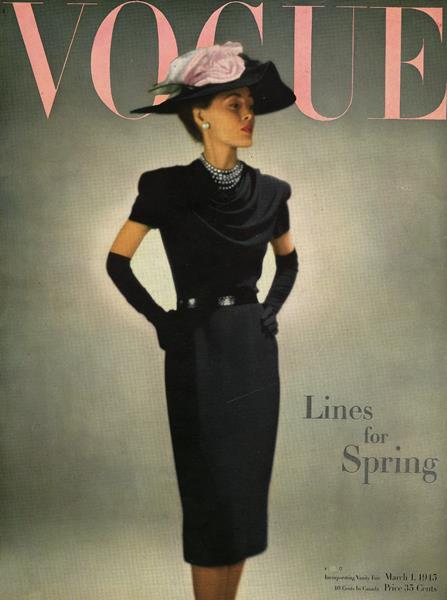 VOGUE
Lines
for
Spring
Incorporating Vanity Fair March 1, 1945
40 Cents in Canada Price 35 Cents